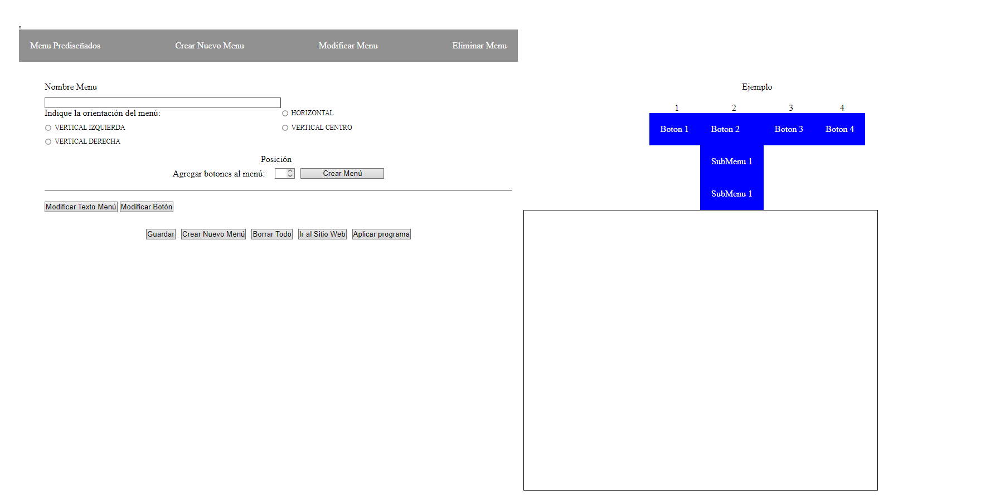 Menu Prediseñados Crear Nuevo Menu Modificar Menu Eliminar Menu
Nombre Menu
Indique la orientación del menú: HORIZONTAL
VERTICAL IZQUIERDA VERTICAL CENTRO
VERTICAL DERECHA
Posición
Agregar botones al menú: Crear Menú
Modificar Texto Menú Modificar Botón
Guardar Crear Nuevo Menú Borrar Todo Ir al Sitio Web Aplicar programa
Ejemplo
1 2 3 4
Boton 1 Boton 2 Boton 3 Boton 4
SubMenu 1
SubMenu 1